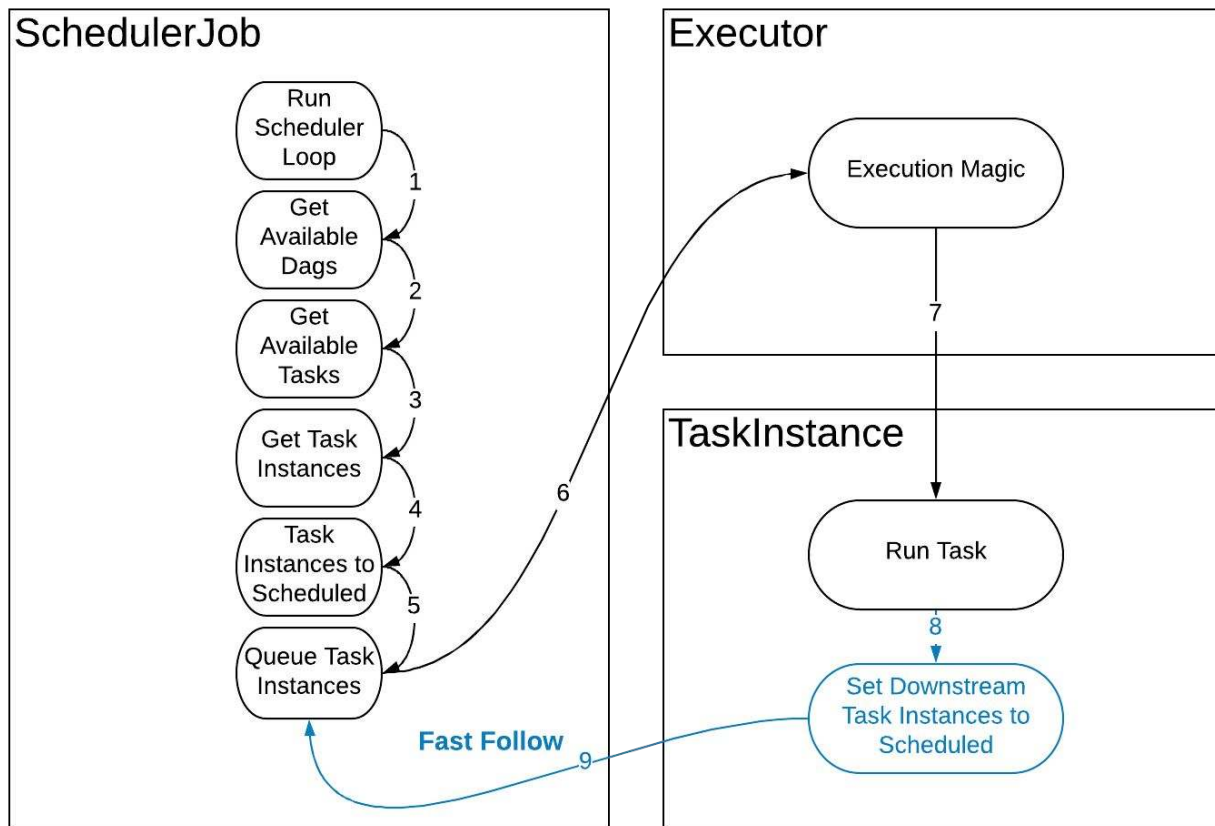 SchedulerJob
Run
Scheduler
Loop
1
Get
Available
Dags
2
Get
Available
Tasks
3
Get Task
Instances
4
Task
Instances to
Scheduled
5
Queue Task
Instances
6
Executor
Execution Magic
7
TaskInstance
Run Task
8
Set Downstream
Task Instances to
Scheduled
Fast Follow
9